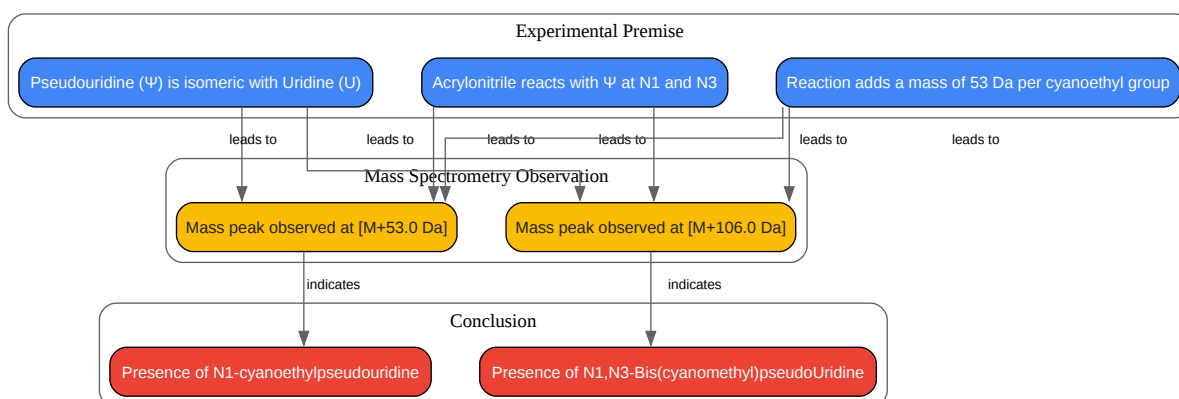 Experimental Premise
Pseudouridine (Ψ) is isomeric with Uridine (U)
Acrylonitrile reacts with Ψ at N1 and N3
Reaction adds a mass of 53 Da per cyanoethyl group
leads to
leads to
leads to
leads to
leads to
leads to
Mass Spectrometry Observation
Mass peak observed at [M+53.0 Da]
Mass peak observed at [M+106.0 Da]
indicates
indicates
Conclusion
Presence of N1-cyanoethylpseudouridine
Presence of N1,N3-Bis(cyanomethyl)pseudoUridine